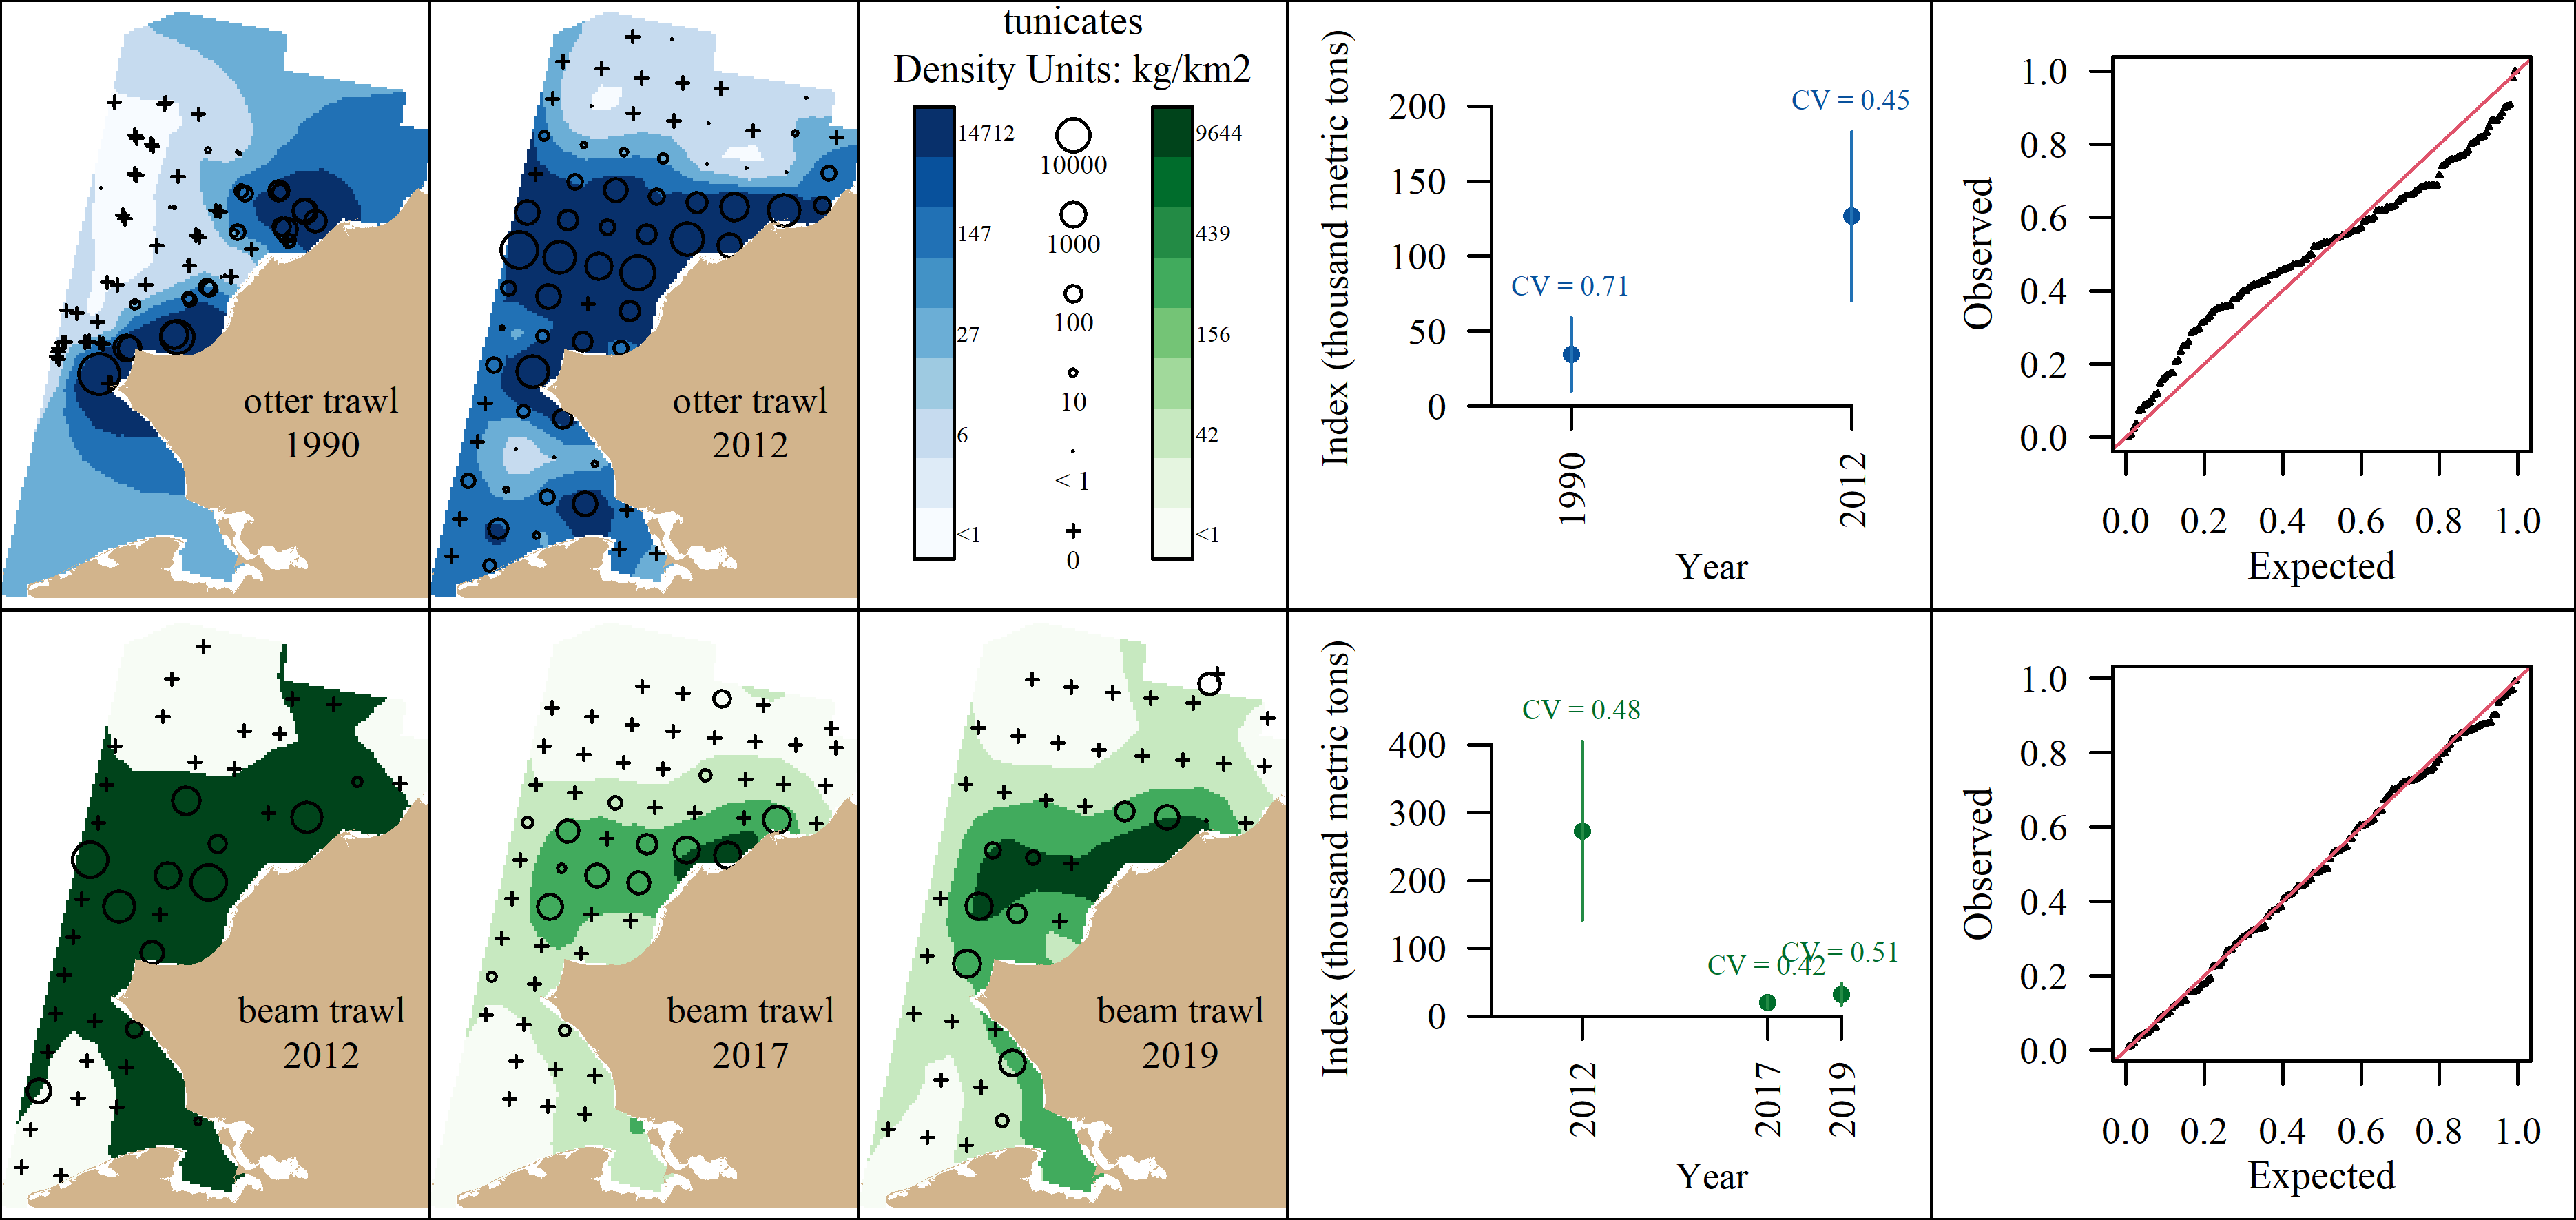 otter trawl
1990
otter trawl
2012
tunicates
Density Units: kg/km2
14712
147
27
6
<1
10000
1000
100
10
< 1
0
9644
439
156
42
<1
Index (thousand metric tons)
200
150
100
50
0
CV = 0.71
CV = 0.45
1990
2012
Year
Observed
1.0
0.8
0.6
0.4
0.2
0.0
0.0 0.2 0.4 0.6 0.8 1.0
Expected
beam trawl
2012
beam trawl
2017
beam trawl
2019
Index (thousand metric tons)
400
300
200
100
0
CV = 0.48
CV = 0.42
CV = 0.51
2012
2017
2019
Year
Observed
1.0
0.8
0.6
0.4
0.2
0.0
0.0 0.2 0.4 0.6 0.8 1.0
Expected